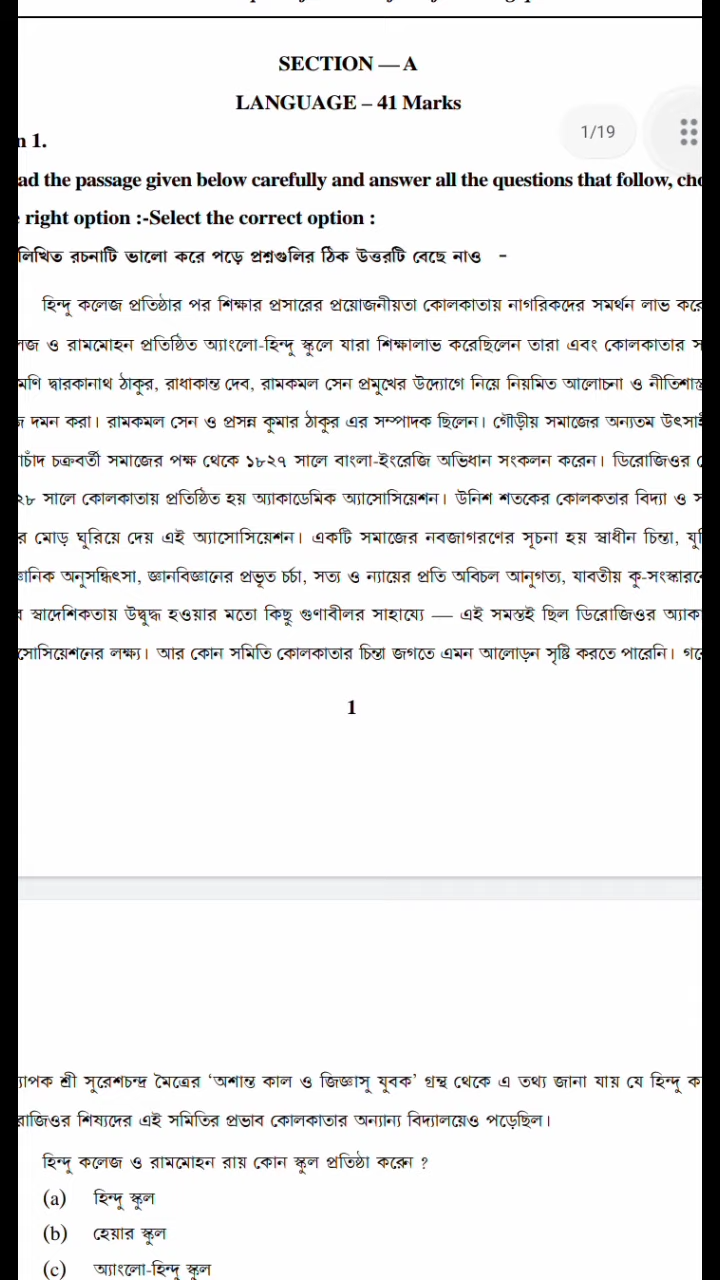 SECTION — A
LANGUAGE – 41 Marks
1/19
n 1.
ad the passage given below carefully and answer all the questions that follow, cho
right option :-Select the correct option :
লিখিত রচনাটি ভালো করে পড়ে প্রশ্নগুলির ঠিক উত্তরটি বেছে নাও -
হিন্দু কলেজ প্রতিষ্ঠার পর শিক্ষার প্রসারের প্রয়োজনীয়তা কোলকাতায় নাগরিকদের সমর্থন লাভ করে
লজ ও রামমোহন প্রতিষ্ঠিত অ্যাংলো-হিন্দু স্কুলে যারা শিক্ষালাভ করেছিলেন তারা এবং কোলকাতার স
মণি দ্বারকানাথ ঠাকুর, রাধাকান্ত দেব, রামকমল সেন প্রমুখের উদ্যোগে নিয়ে নিয়মিত আলোচনা ও নীতিশাস্ত্র
দমন করা। রামকমল সেন ও প্রসন্ন কুমার ঠাকুর এর সম্পাদক ছিলেন। গৌড়ীয় সমাজের অন্যতম উৎসাহ
চাঁদ চক্রবর্তী সমাজের পক্ষ থেকে ১৮২৭ সালে বাংলা-ইংরেজি অভিধান সংকলন করেন। ডিরোজিওর
২৮ সালে কোলকাতায় প্রতিষ্ঠিত হয় অ্যাকাডেমিক অ্যাসোসিয়েশন। উনিশ শতকের কোলকতার বিদ্যা ও স
র মোড় ঘুরিয়ে দেয় এই অ্যাসোসিয়েশন। একটি সমাজের নবজাগরণের সূচনা হয় স্বাধীন চিন্তা, যু
জ্ঞানিক অনুসন্ধিৎসা, জ্ঞানবিজ্ঞানের প্রভূত চর্চা, সত্য ও ন্যায়ের প্রতি অবিচল আনুগত্য, যাবতীয় কু-সংস্কারকে
স্বাদেশিকতায় উদ্বুদ্ধ হওয়ার মতো কিছু গুণাবীলর সাহায্যে — এই সমস্তই ছিল ডিরোজিওর অ্যাকা
সোসিয়েশনের লক্ষ্য। আর কোন সমিতি কোলকাতার চিন্তা জগতে এমন আলোড়ন সৃষ্টি করতে পারেনি। গবে
1
্যাপক শ্রী সুরেশচন্দ্র মৈত্রের ‘অশান্ত কাল ও জিজ্ঞাসু যুবক’ গ্রন্থ থেকে এ তথ্য জানা যায় যে হিন্দু ক
রোজিওর শিষ্যদের এই সমিতির প্রভাব কোলকাতার অন্যান্য বিদ্যালয়েও পড়েছিল।
হিন্দু কলেজ ও রামমোহন রায় কোন স্কুল প্রতিষ্ঠা করেন ?
(a) হিন্দু স্কুল
(b) হেয়ার স্কুল
(c) অ্যাংলো-হিন্দু স্কুল